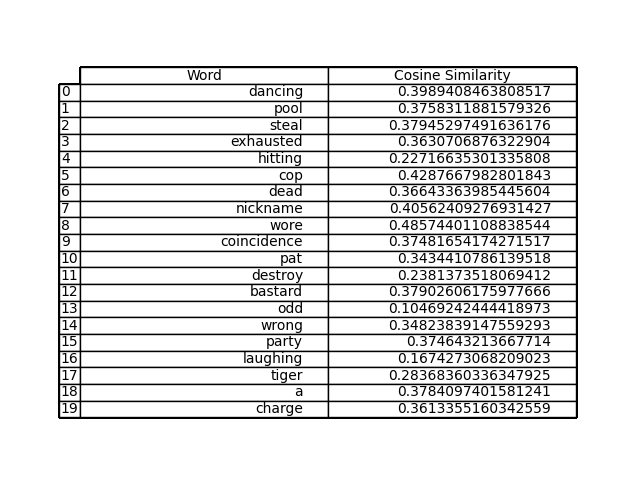 Word Cosine Similarity
0 dancing 0.3989408463808517
1 pool 0.3758311881579326
2 steal 0.37945297491636176
3 exhausted 0.3630706876322904
4 hitting 0.22716635301335808
5 cop 0.4287667982801843
6 dead 0.36643363985445604
7 nickname 0.40562409276931427
8 wore 0.48574401108838544
9 coincidence 0.37481654174271517
10 pat 0.3434410786139518
11 destroy 0.2381373518069412
12 bastard 0.37902606175977666
13 odd 0.10469242444418973
14 wrong 0.34823839147559293
15 party 0.374643213667714
16 laughing 0.1674273068209023
17 tiger 0.28368360336347925
18 a 0.3784097401581241
19 charge 0.3613355160342559